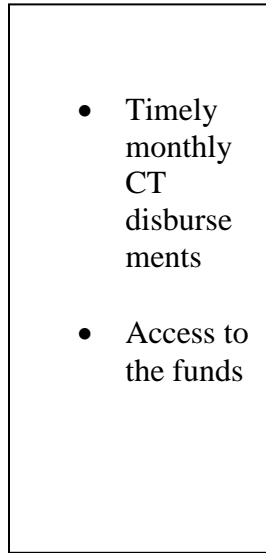 • Timely
monthly
CT
disburse
ments
• Access to
the funds